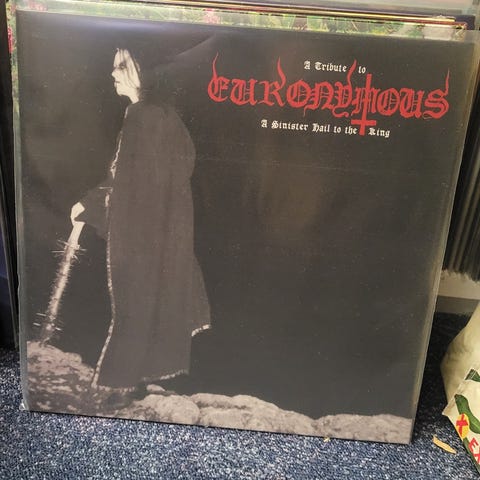 A Tribute to
EURONYMOUS
A Sinister Hail to the King